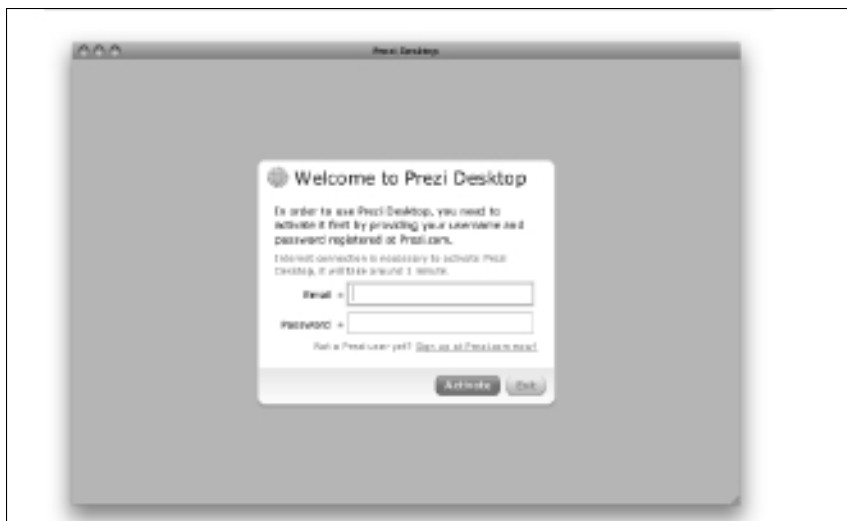 Prezi Desktop
Welcome to Prezi Desktop
In order to use Prezi Desktop, you need to
activate it first by providing your username and
password registered at Prezi.com.
Internet connection is necessary to activate Prezi
Desktop, it will take around 1 minute.
Email
Password
Not a Prezi user yet? Sign up at Prezi.com now!
Activate Exit